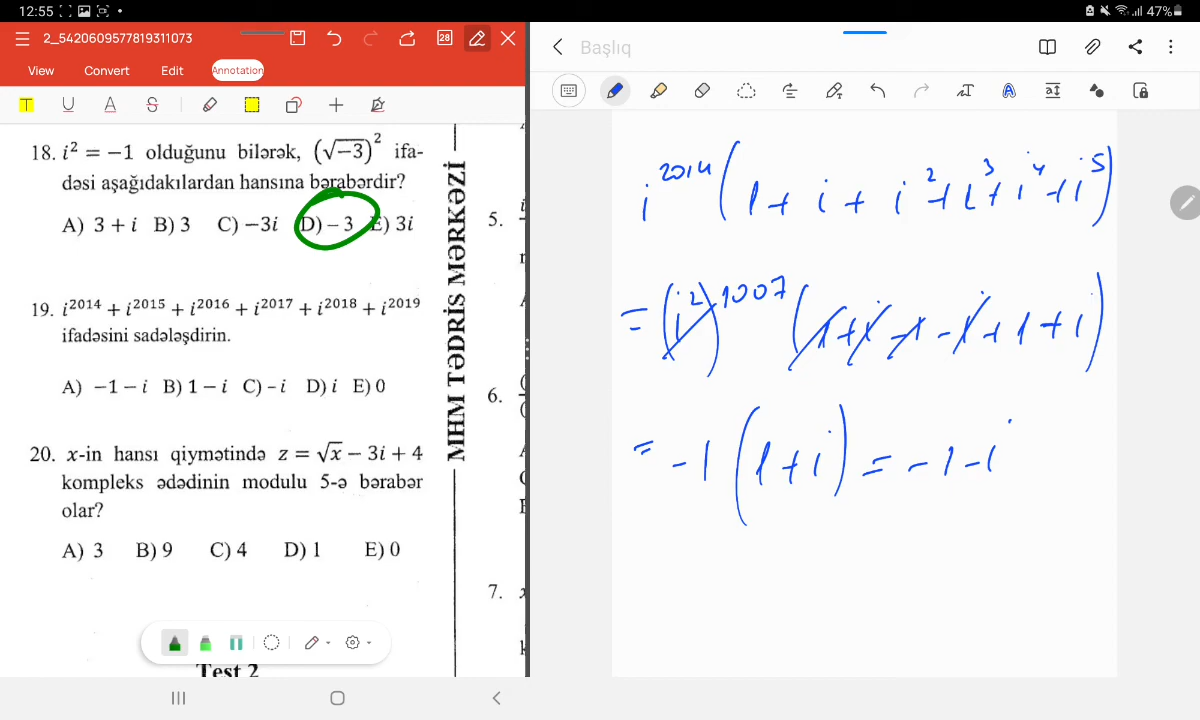 12:55
47%
2_5420609577819311073
28
View Convert Edit Annotation
18. i² = −1 olduğunu bilərək, (√−3)² ifa-
dəsi aşağıdakılardan hansına bərabərdir?
A) 3 + i B) 3 C) −3i D) − 3 E) 3i
19. i²⁰¹⁴ + i²⁰¹⁵ + i²⁰¹⁶ + i²⁰¹⁷ + i²⁰¹⁸ + i²⁰¹⁹
ifadəsini sadələşdirin.
A) −1 − i B) 1 − i C) - i D) i E) 0
20. x-in hansı qiymətində z = √x − 3i + 4
kompleks ədədinin modulu 5-ə bərabər
olar?
A) 3 B) 9 C) 4 D) 1 E) 0
Test 2
MHM TƏDRİS MƏRKƏZİ
5.
6.
7.
Başlıq
i²⁰¹⁴ (1 + i + i² + i³ + i⁴ + i⁵)
= (i²)¹⁰⁰⁷ (1 + i − 1 − i + 1 + i)
= −1 (1 + i) = −1 − i